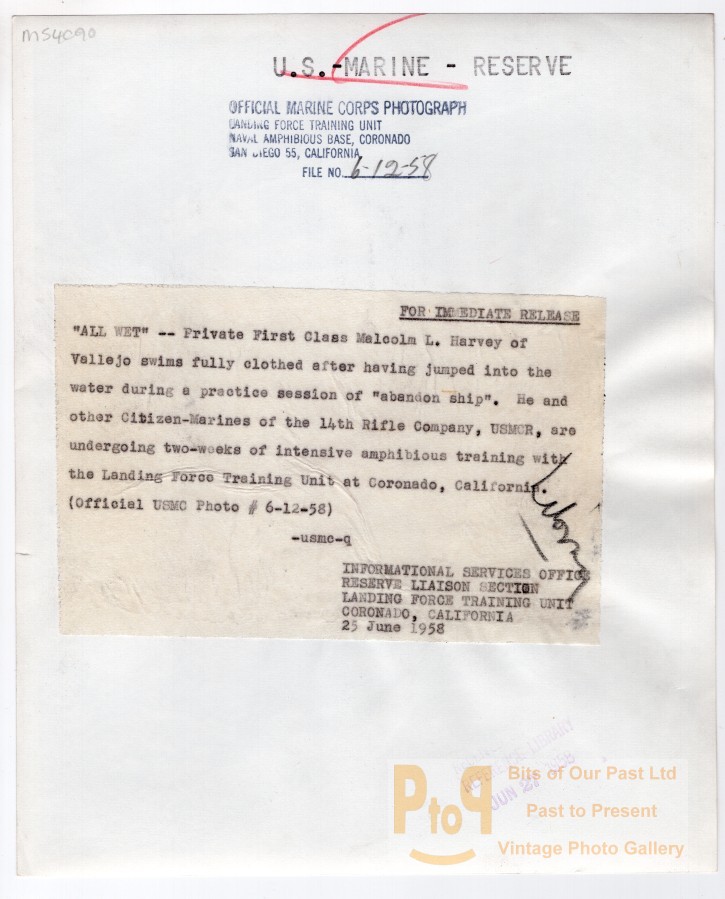 MS4090
U.S.-MARINE - RESERVE
OFFICIAL MARINE CORPS PHOTOGRAPH
LANDING FORCE TRAINING UNIT
NAVAL AMPHIBIOUS BASE, CORONADO
SAN DIEGO 55, CALIFORNIA
FILE NO. 6-12-58
FOR IMMEDIATE RELEASE
"ALL WET" -- Private First Class Malcolm L. Harvey of
Vallejo swims fully clothed after having jumped into the
water during a practice session of "abandon ship". He and
other Citizen-Marines of the 14th Rifle Company, USMCR, are
undergoing two-weeks of intensive amphibious training with
the Landing Force Training Unit at Coronado, California.
(Official USMC Photo # 6-12-58)
-usmc-q
INFORMATIONAL SERVICES OFFICE
RESERVE LIAISON SECTION
LANDING FORCE TRAINING UNIT
CORONADO, CALIFORNIA
25 June 1958
REFERENCE LIBRARY
JUN
PtoP
Bits of Our Past Ltd
Past to Present
Vintage Photo Gallery